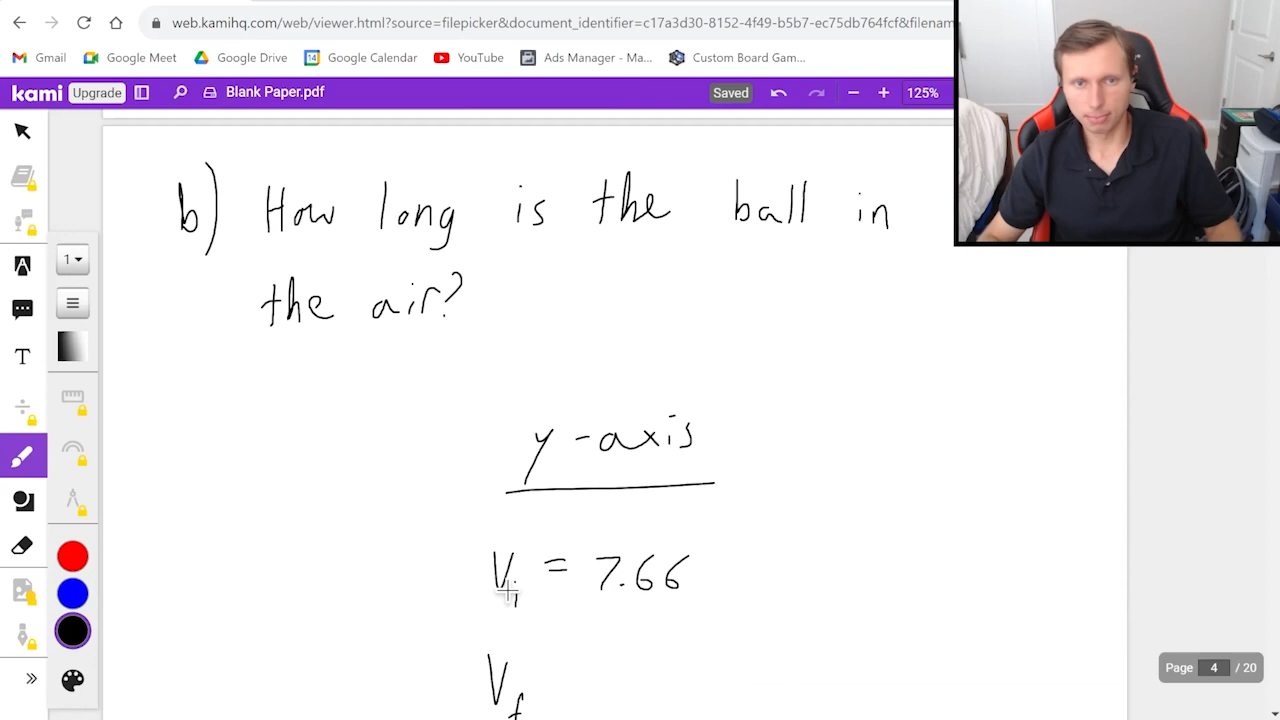 web.kamihq.com/web/viewer.html?source=filepicker&document_identifier=c17a3d30-8152-4f49-b5b7-ec75db764fcf&filenam
Gmail Google Meet Google Drive Google Calendar YouTube Ads Manager - Ma... Custom Board Gam...
kami Upgrade Blank Paper.pdf Saved 125%
b) How long is the ball in
the air?
1
T
y-axis
Vi = 7.66
Vf
Page 4 / 20